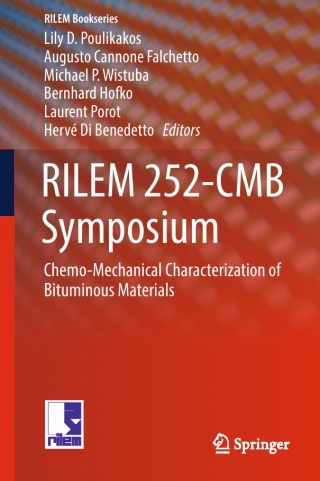 RILEM Bookseries
Lily D. Poulikakos
Augusto Cannone Falchetto
Michael P. Wistuba
Bernhard Hofko
Laurent Porot
Hervé Di Benedetto Editors
RILEM 252-CMB
Symposium
Chemo-Mechanical Characterization of
Bituminous Materials
rilem
Springer